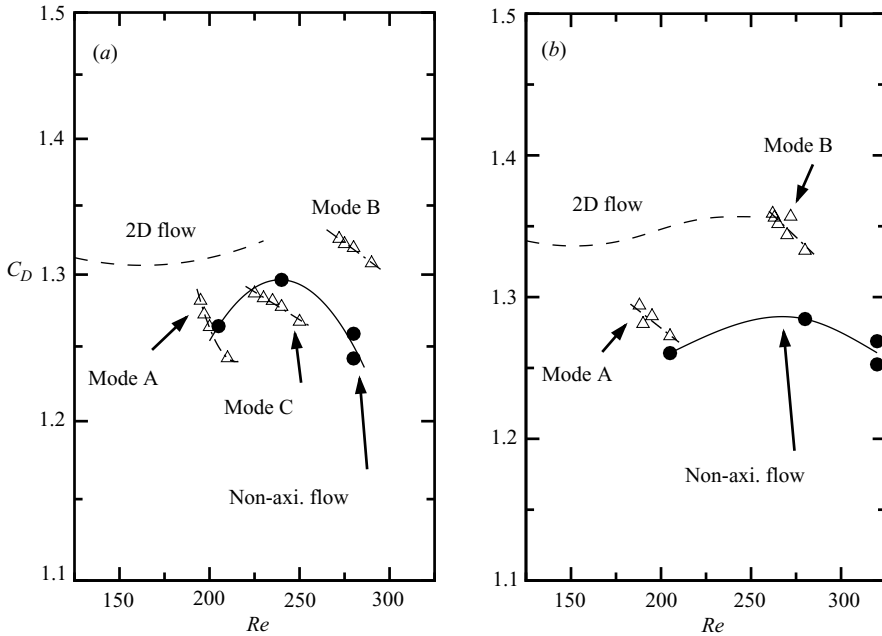 1.5
(a)
1.4
Mode B
2D flow
C_D
1.3
Mode A
Mode C
1.2
Non-axi. flow
1.1
150
200
250
300
Re
1.5
(b)
Mode B
1.4
2D flow
1.3
Mode A
1.2
Non-axi. flow
1.1
150
200
250
300
Re